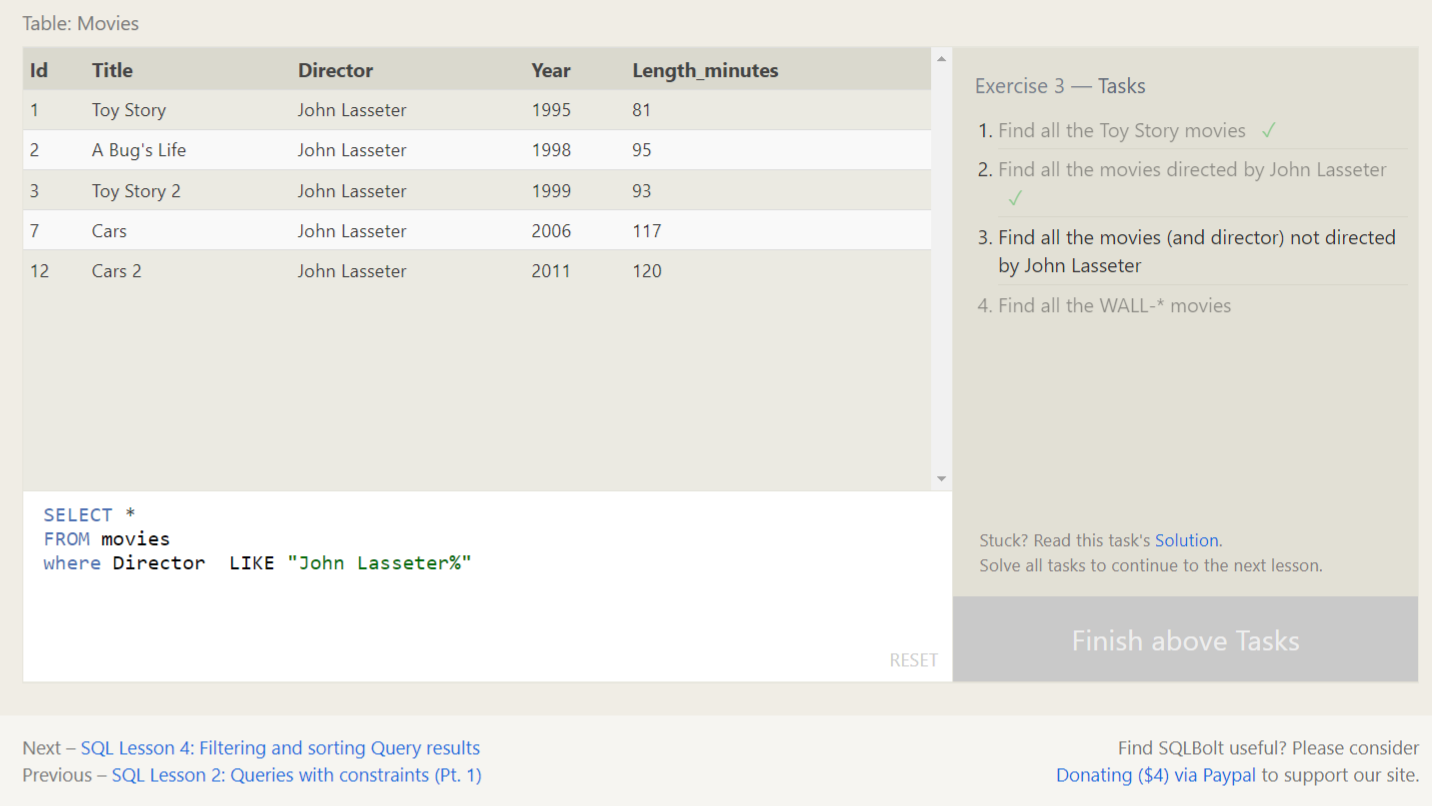 Table: Movies
Id Title Director Year Length_minutes
1 Toy Story John Lasseter 1995 81
2 A Bug's Life John Lasseter 1998 95
3 Toy Story 2 John Lasseter 1999 93
7 Cars John Lasseter 2006 117
12 Cars 2 John Lasseter 2011 120
SELECT *
FROM movies
where Director  LIKE "John Lasseter%"
RESET
Exercise 3 — Tasks
1. Find all the Toy Story movies ✓
2. Find all the movies directed by John Lasseter
✓
3. Find all the movies (and director) not directed
by John Lasseter
4. Find all the WALL-* movies
Stuck? Read this task's Solution.
Solve all tasks to continue to the next lesson.
Finish above Tasks
Next – SQL Lesson 4: Filtering and sorting Query results
Previous – SQL Lesson 2: Queries with constraints (Pt. 1)
Find SQLBolt useful? Please consider
Donating ($4) via Paypal to support our site.